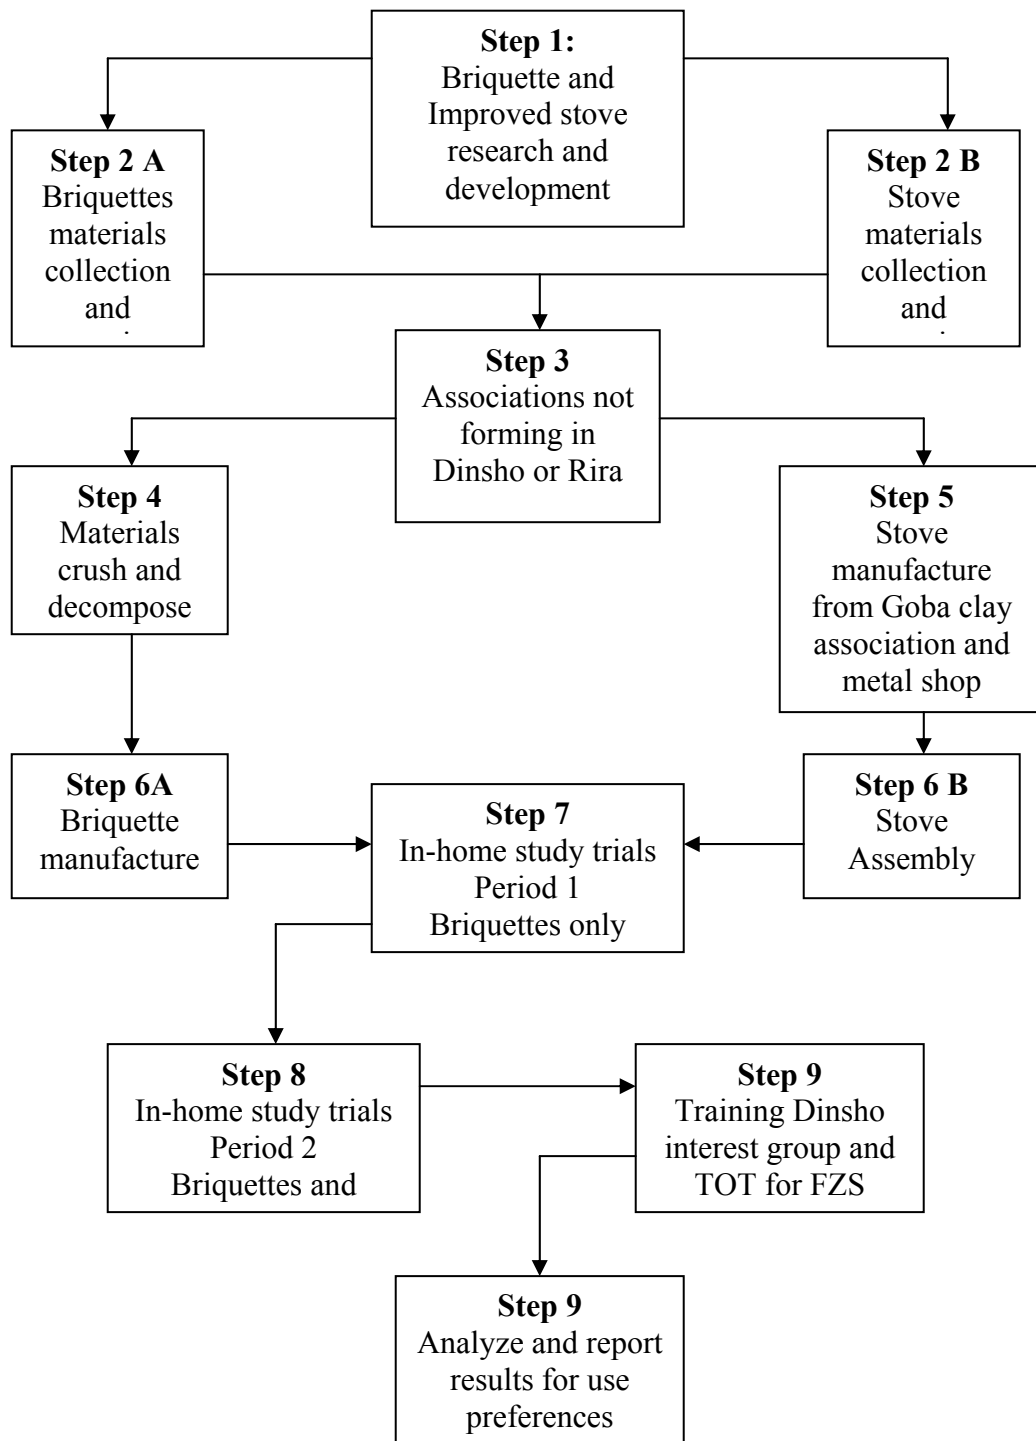 Step 1:
Briquette and
Improved stove
research and
development
Step 2 A
Briquettes
materials
collection
and
Step 2 B
Stove
materials
collection
and
Step 3
Associations not
forming in
Dinsho or Rira
Step 4
Materials
crush and
decompose
Step 5
Stove
manufacture
from Goba clay
association and
metal shop
Step 6A
Briquette
manufacture
Step 7
In-home study trials
Period 1
Briquettes only
Step 6 B
Stove
Assembly
Step 8
In-home study trials
Period 2
Briquettes and
Step 9
Training Dinsho
interest group and
TOT for FZS
Step 9
Analyze and report
results for use
preferences